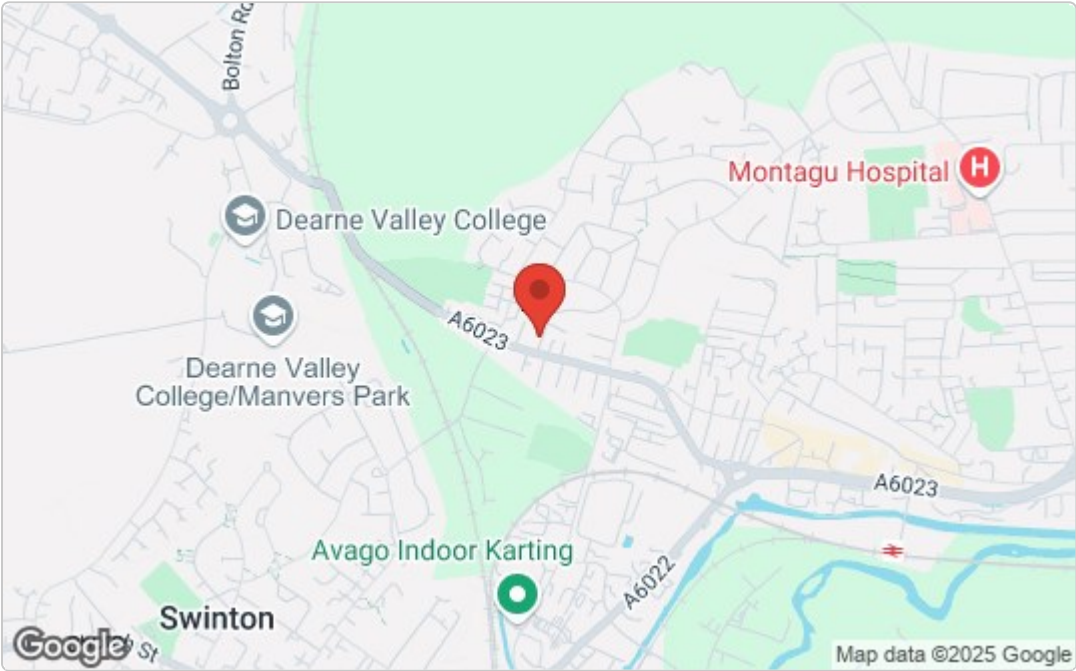 Bolton Rd
Montagu Hospital
H
Dearne Valley College
A6023
Dearne Valley
College/Manvers Park
A6023
Avago Indoor Karting
A6022
Swinton
Google
St
Map data ©2025 Google